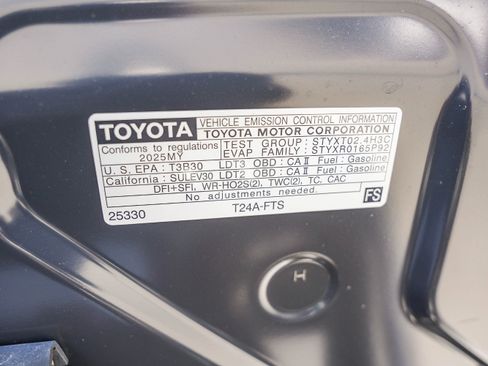 TOYOTA
VEHICLE EMISSION CONTROL INFORMATION
TOYOTA MOTOR CORPORATION
Conforms to regulations
2025MY
TEST GROUP : STYXT02.4H3C
EVAP FAMILY : STYXR0165P92
U.S. EPA : T3B30 LDT3 OBD : CA II Fuel : Gasoline
California : SULEV30 LDT2 OBD : CA II Fuel : Gasoline
DFI+SFI, WR-HO2S(2), TWC(2), TC, CAC
No adjustments needed.
FS
25330
T24A-FTS
H